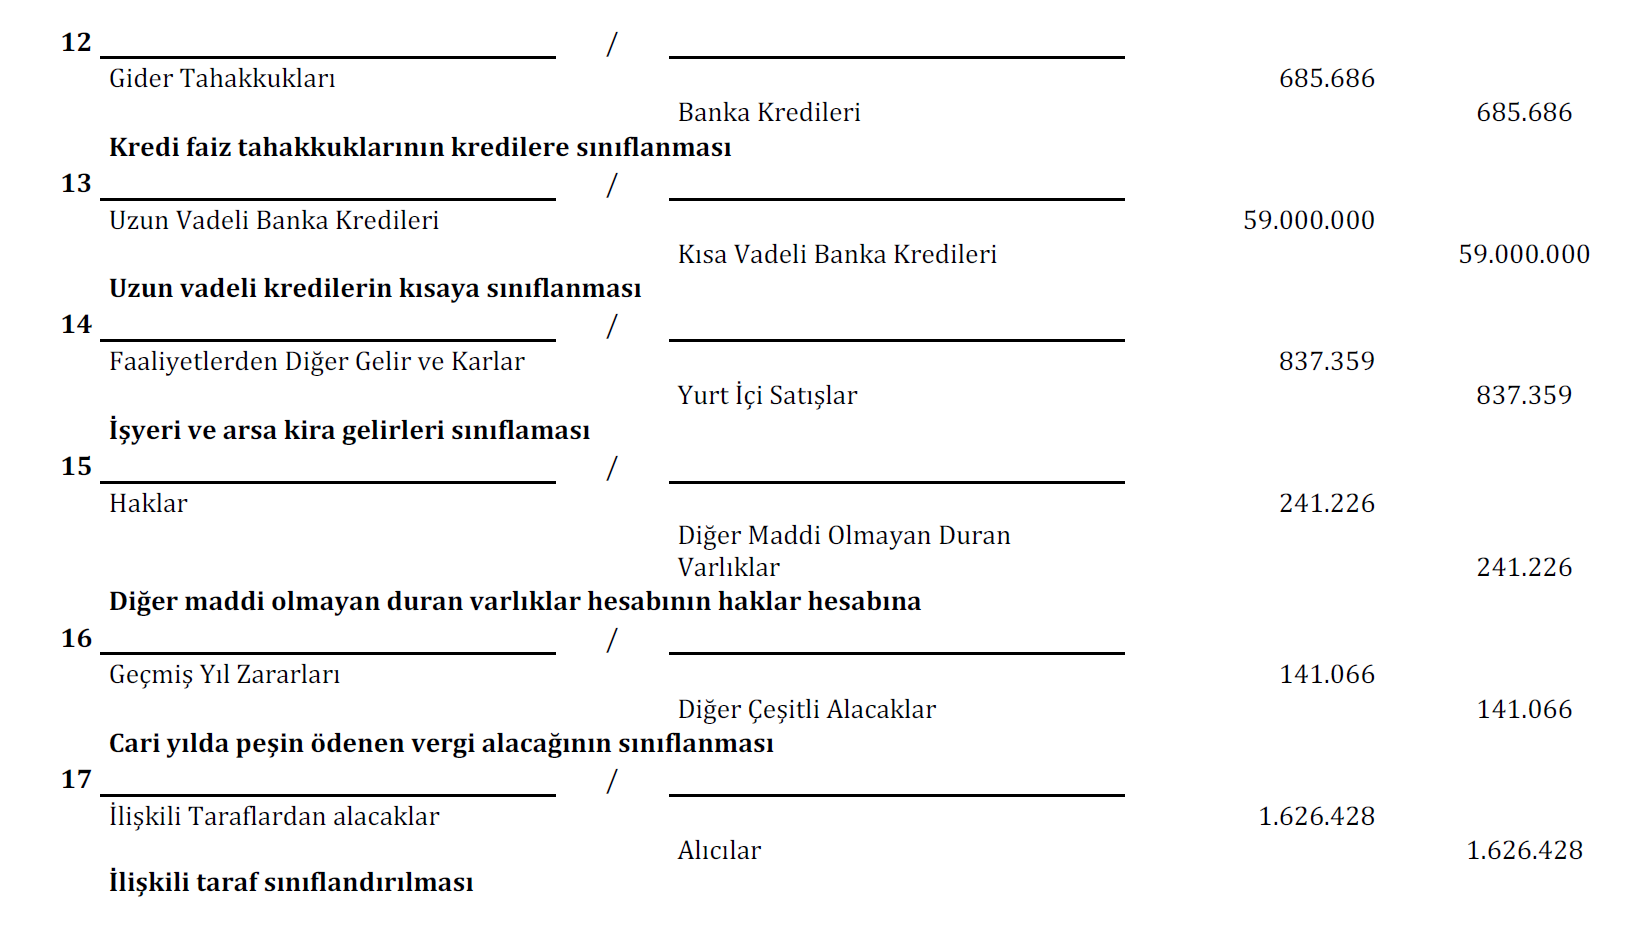 12 /
Gider Tahakkukları 685.686
Banka Kredileri 685.686
Kredi faiz tahakkuklarının kredilere sınıflanması
13 /
Uzun Vadeli Banka Kredileri 59.000.000
Kısa Vadeli Banka Kredileri 59.000.000
Uzun vadeli kredilerin kısaya sınıflanması
14 /
Faaliyetlerden Diğer Gelir ve Karlar 837.359
Yurt İçi Satışlar 837.359
İşyeri ve arsa kira gelirleri sınıflaması
15 /
Haklar 241.226
Diğer Maddi Olmayan Duran
Varlıklar 241.226
Diğer maddi olmayan duran varlıklar hesabının haklar hesabına
16 /
Geçmiş Yıl Zararları 141.066
Diğer Çeşitli Alacaklar 141.066
Cari yılda peşin ödenen vergi alacağının sınıflanması
17 /
İlişkili Taraflardan alacaklar 1.626.428
Alıcılar 1.626.428
İlişkili taraf sınıflandırılması